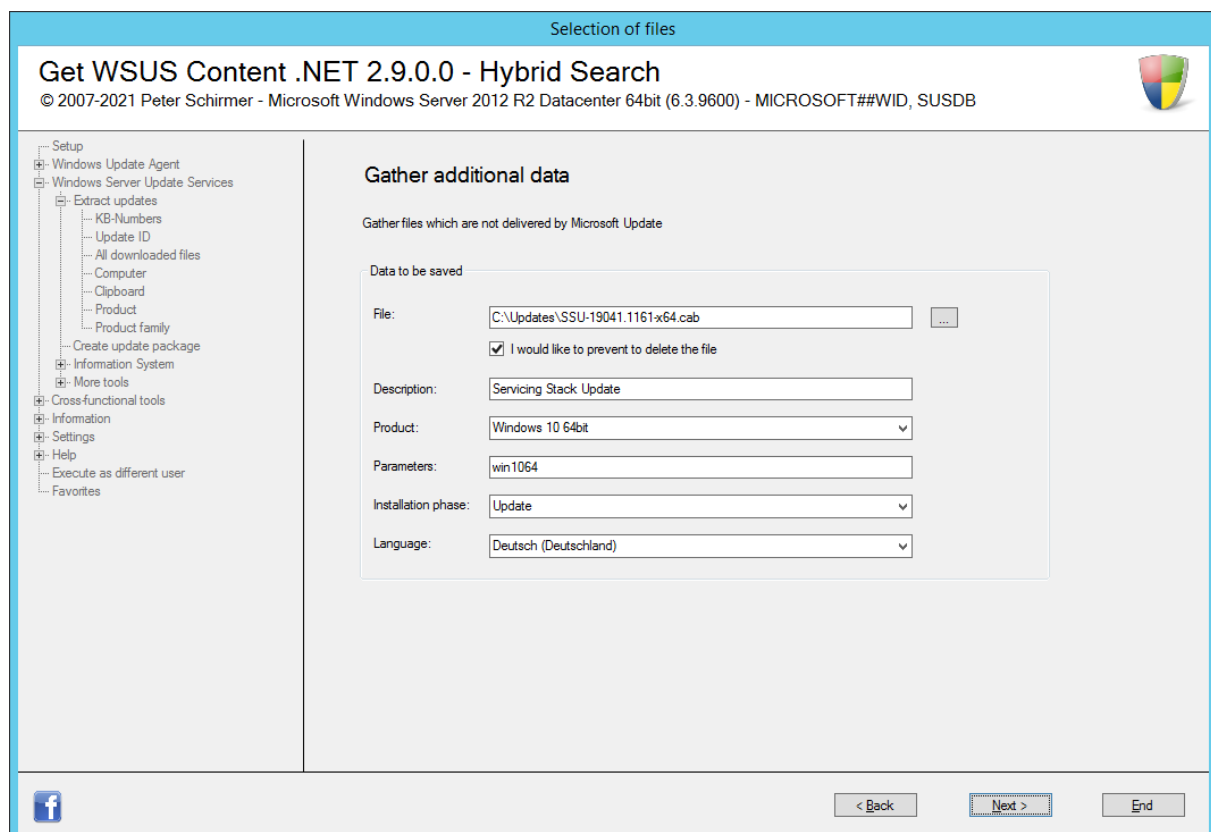 Selection of files
Get WSUS Content .NET 2.9.0.0 - Hybrid Search
© 2007-2021 Peter Schirmer - Microsoft Windows Server 2012 R2 Datacenter 64bit (6.3.9600) - MICROSOFT##WID, SUSDB
Setup
Windows Update Agent
Windows Server Update Services
Extract updates
KB-Numbers
Update ID
All downloaded files
Computer
Clipboard
Product
Product family
Create update package
Information System
More tools
Cross-functional tools
Information
Settings
Help
Execute as different user
Favorites
Gather additional data
Gather files which are not delivered by Microsoft Update
Data to be saved
File: C:\Updates\SSU-19041.1161-x64.cab ...
I would like to prevent to delete the file
Description: Servicing Stack Update
Product: Windows 10 64bit
Parameters: win1064
Installation phase: Update
Language: Deutsch (Deutschland)
f
< Back Next > End